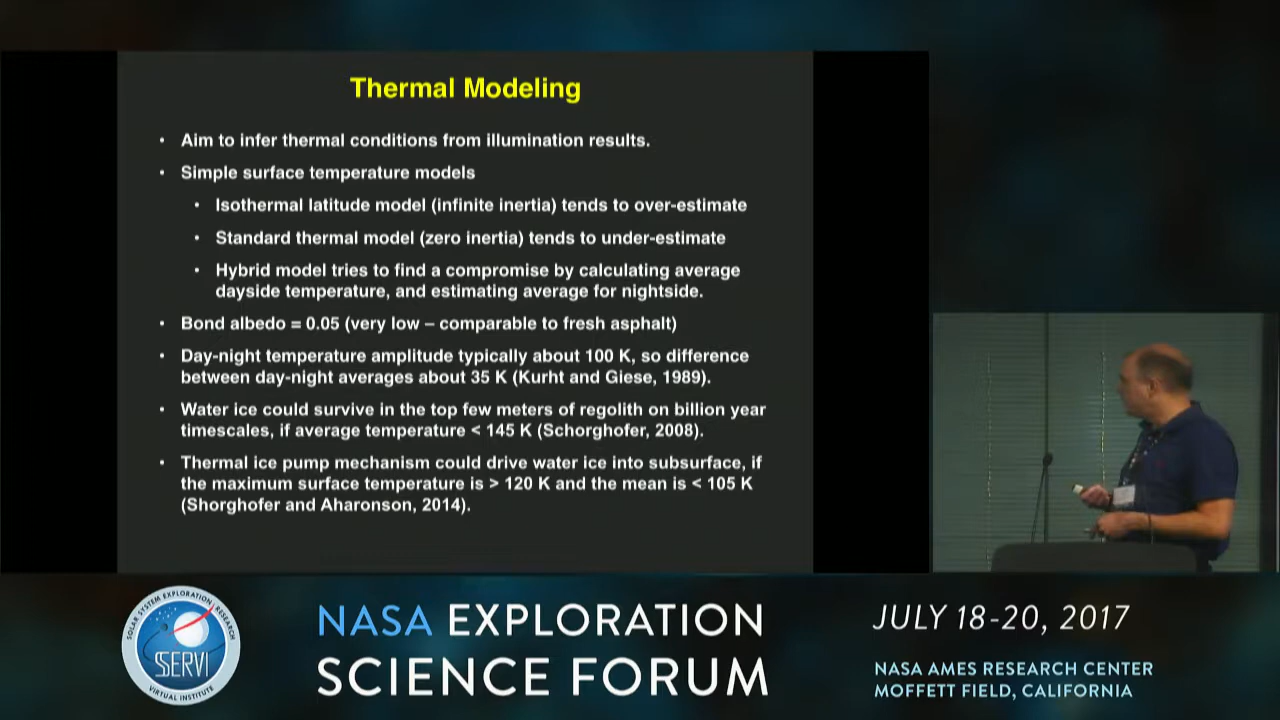 Thermal Modeling
• Aim to infer thermal conditions from illumination results.
• Simple surface temperature models
• Isothermal latitude model (infinite inertia) tends to over-estimate
• Standard thermal model (zero inertia) tends to under-estimate
• Hybrid model tries to find a compromise by calculating average
dayside temperature, and estimating average for nightside.
• Bond albedo = 0.05 (very low – comparable to fresh asphalt)
• Day-night temperature amplitude typically about 100 K, so difference
between day-night averages about 35 K (Kurht and Giese, 1989).
• Water ice could survive in the top few meters of regolith on billion year
timescales, if average temperature < 145 K (Schorghofer, 2008).
• Thermal ice pump mechanism could drive water ice into subsurface, if
the maximum surface temperature is > 120 K and the mean is < 105 K
(Shorghofer and Aharonson, 2014).
SOLAR SYSTEM EXPLORATION RESEARCH
SSERVI
VIRTUAL INSTITUTE
NASA EXPLORATION
SCIENCE FORUM
JULY 18-20, 2017
NASA AMES RESEARCH CENTER
MOFFETT FIELD, CALIFORNIA